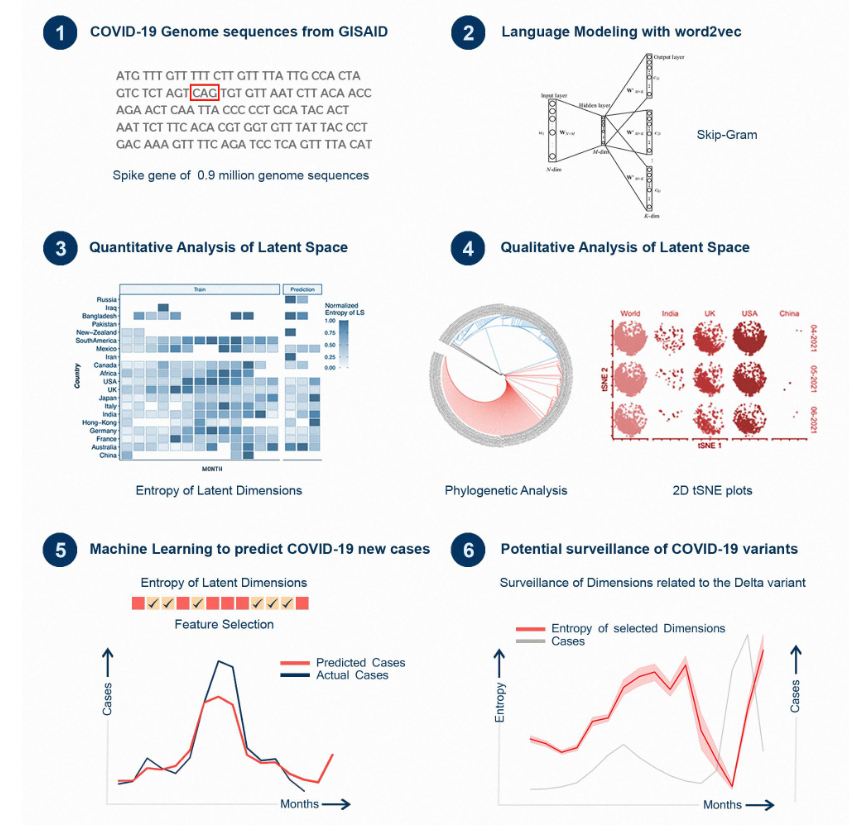 1 COVID-19 Genome sequences from GISAID
ATG TTT GTT TTT CTT GTT TTA TTG CCA CTA
GTC TCT AGT CAG TGT GTT AAT CTT ACA ACC
AGA ACT CAA TTA CCC CCT GCA TAC ACT
AAT TCT TTC ACA CGT GGT GTT TAT TAC CCT
GAC AAA GTT TTC AGA TCC TCA GTT TTA CAT
Spike gene of 0.9 million genome sequences
2 Language Modeling with word2vec
Output layer
Input layer
Hidden layer
N-dim
M-dim
K-dim
Skip-Gram
3 Quantitative Analysis of Latent Space
Train
Prediction
Country
Russia
Iraq
Bangladesh
Pakistan
New-Zealand
SouthAmerica
Mexico
Iran
Canada
Africa
USA
UK
Japan
Italy
India
Hong-Kong
Germany
France
Australia
China
MONTH
Normalized
Entropy of LS
1.00
0.75
0.50
0.25
0.00
Entropy of Latent Dimensions
4 Qualitative Analysis of Latent Space
Phylogenetic Analysis
World India UK USA China
04-2021
05-2021
06-2021
tSNE 2
tSNE 1
2D tSNE plots
5 Machine Learning to predict COVID-19 new cases
Entropy of Latent Dimensions
Feature Selection
Predicted Cases
Actual Cases
Cases
Months
6 Potential surveillance of COVID-19 variants
Surveillance of Dimensions related to the Delta variant
Entropy of selected Dimensions
Cases
Entropy
Cases
Months